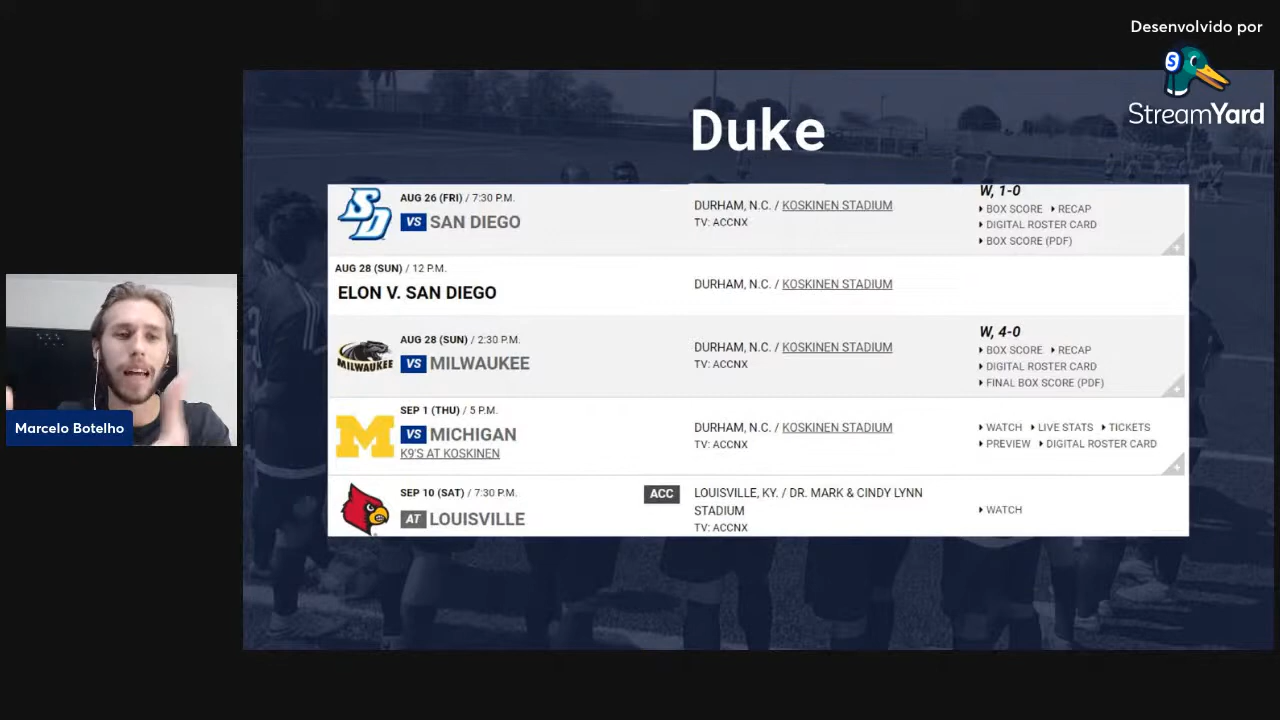 Desenvolvido por
StreamYard
Duke
AUG 26 (FRI) / 7:30 P.M.
VS SAN DIEGO
DURHAM, N.C. / KOSKINEN STADIUM
TV: ACCNX
W, 1-0
BOX SCORE RECAP
DIGITAL ROSTER CARD
BOX SCORE (PDF)
AUG 28 (SUN) / 12 P.M.
ELON V. SAN DIEGO
DURHAM, N.C. / KOSKINEN STADIUM
MILWAUKEE
AUG 28 (SUN) / 2:30 P.M.
VS MILWAUKEE
DURHAM, N.C. / KOSKINEN STADIUM
TV: ACCNX
W, 4-0
BOX SCORE RECAP
DIGITAL ROSTER CARD
FINAL BOX SCORE (PDF)
M
SEP 1 (THU) / 5 P.M.
VS MICHIGAN
K9'S AT KOSKINEN
DURHAM, N.C. / KOSKINEN STADIUM
TV: ACCNX
WATCH LIVE STATS TICKETS
PREVIEW DIGITAL ROSTER CARD
SEP 10 (SAT) / 7:30 P.M.
AT LOUISVILLE
ACC
LOUISVILLE, KY. / DR. MARK & CINDY LYNN
STADIUM
TV: ACCNX
WATCH
Marcelo Botelho
SD
S